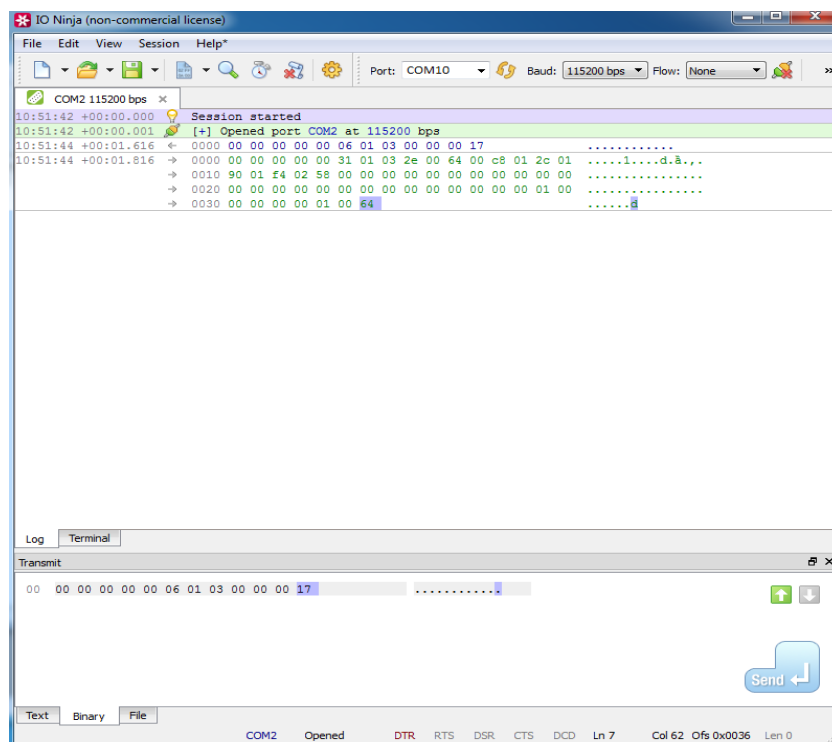 IO Ninja (non-commercial license)
File Edit View Session Help*
Port: COM10 Baud: 115200 bps Flow: None »
COM2 115200 bps ×
10:51:42 +00:00.000 Session started
10:51:42 +00:00.001 [+] Opened port COM2 at 115200 bps
10:51:44 +00:01.616 ← 0000 00 00 00 00 00 06 01 03 00 00 00 17 ............
10:51:44 +00:01.816 → 0000 00 00 00 00 00 31 01 03 2e 00 64 00 c8 01 2c 01 .....1....d.à.,.
→ 0010 90 01 f4 02 58 00 00 00 00 00 00 00 00 00 00 00 ................
→ 0020 00 00 00 00 00 00 00 00 00 00 00 00 00 00 01 00 ................
→ 0030 00 00 00 00 01 00 64 ......d
Log Terminal
Transmit
00 00 00 00 00 00 06 01 03 00 00 00 17 ............
Send
Text Binary File
COM2 Opened DTR RTS DSR CTS DCD Ln 7 Col 62 Ofs 0x0036 Len 0